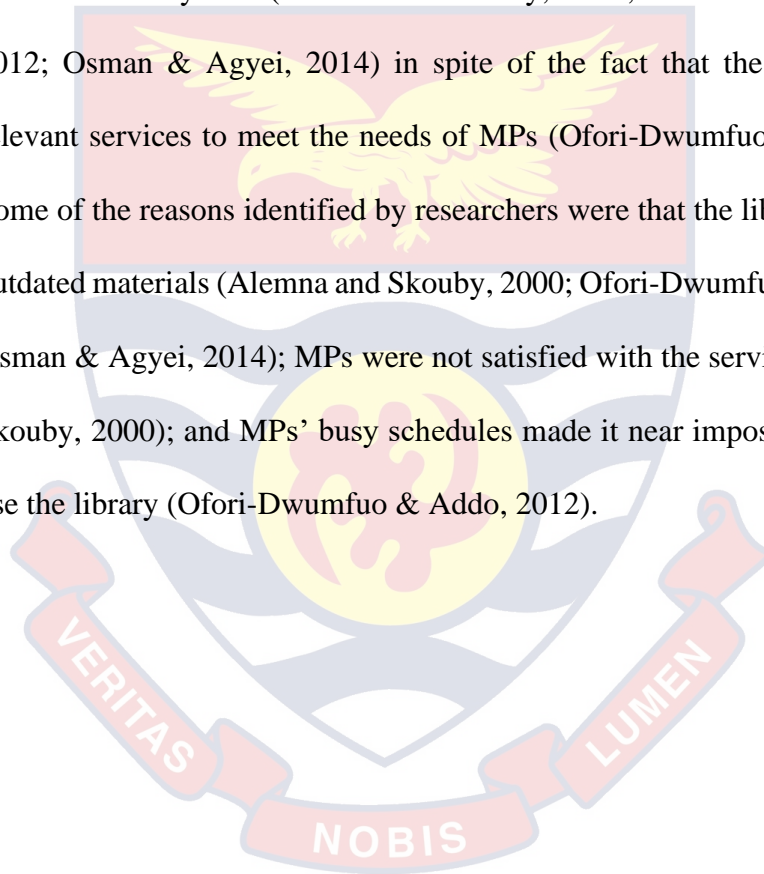 012; Osman & Agyei, 2014) in spite of the fact that the
elevant services to meet the needs of MPs (Ofori-Dwumfuo
ome of the reasons identified by researchers were that the lib
utdated materials (Alemna and Skouby, 2000; Ofori-Dwumfu
sman & Agyei, 2014); MPs were not satisfied with the servi
kouby, 2000); and MPs’ busy schedules made it near impos
se the library (Ofori-Dwumfuo & Addo, 2012).
VERITAS
NOBIS
LUMEN